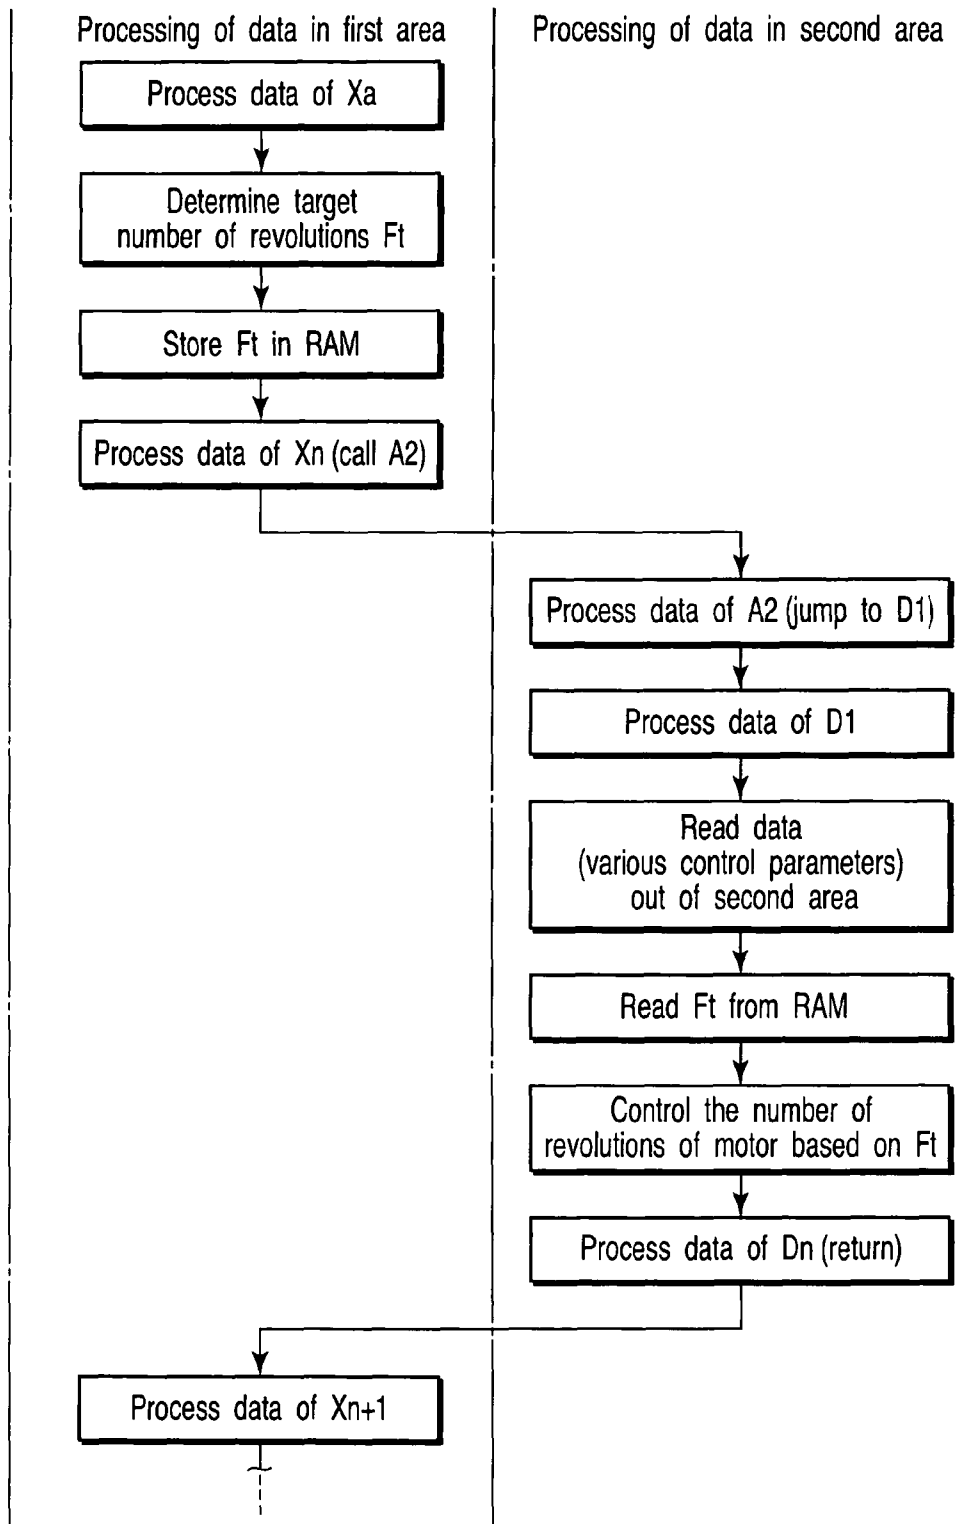 Processing of data in first area
Processing of data in second area
Process data of Xa
Determine target
number of revolutions Ft
Store Ft in RAM
Process data of Xn (call A2)
Process data of A2 (jump to D1)
Process data of D1
Read data
(various control parameters)
out of second area
Read Ft from RAM
Control the number of
revolutions of motor based on Ft
Process data of Dn (return)
Process data of Xn+1